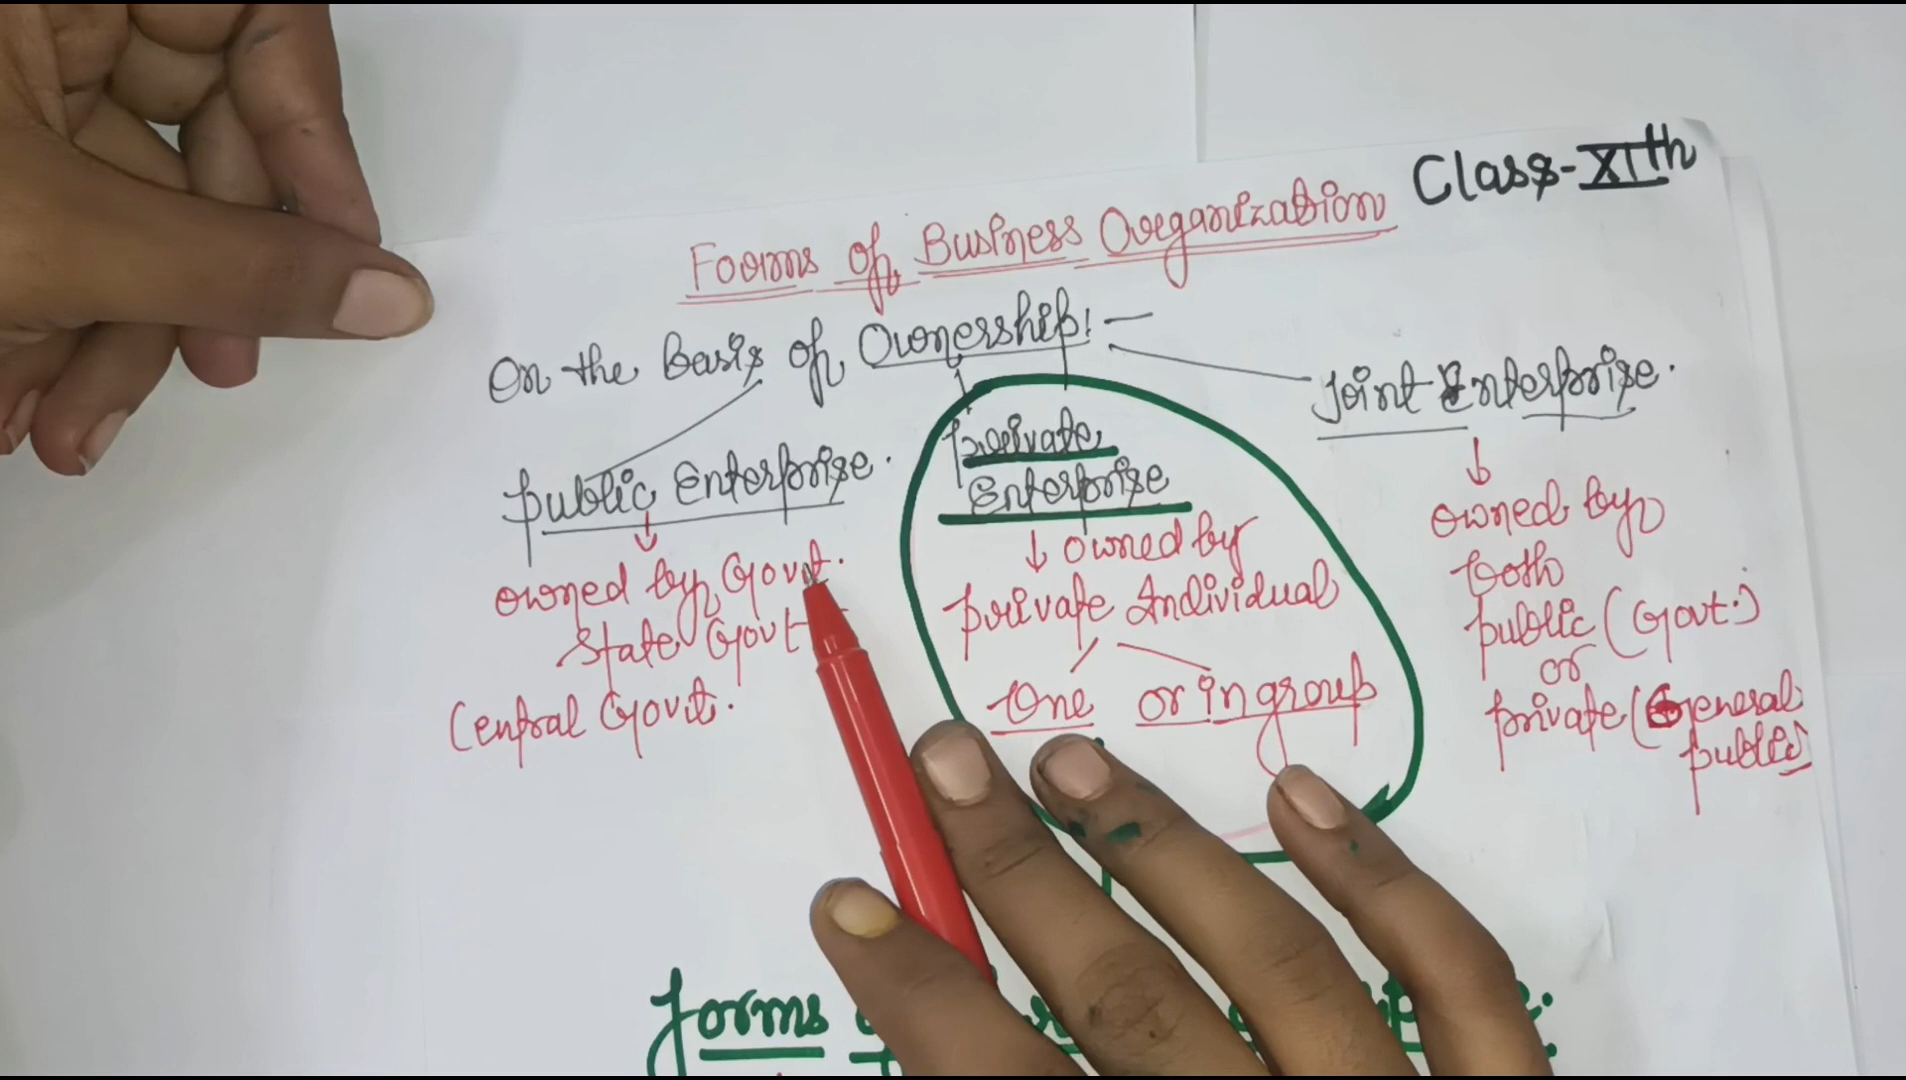 Class-XIth
Forms of Business Organization
On the Basis of Ownership:-
Public Enterprise.
owned by Govt.
State Govt
Central Govt.
Private
Enterprise
owned by
private Individual
One or in group
Joint Enterprise.
owned by
both
public (Govt.)
or
private (General
public)
Forms